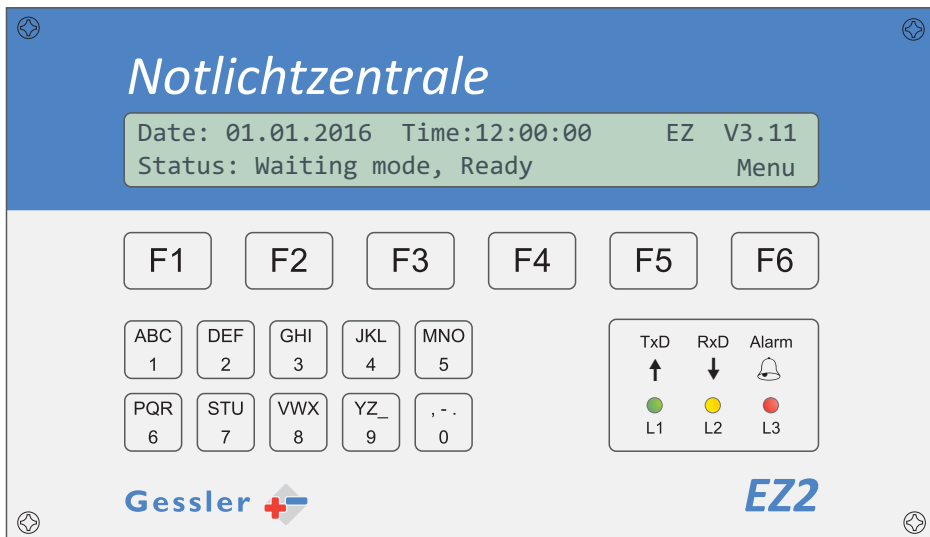 Notlichtzentrale
Date: 01.01.2016 Time:12:00:00 EZ V3.11
Status: Waiting mode, Ready Menu
F1 F2 F3 F4 F5 F6
ABC DEF GHI JKL MNO
1 2 3 4 5
PQR STU VWX YZ_ , - .
6 7 8 9 0
TxD RxD Alarm
L1 L2 L3
Gessler
EZ2